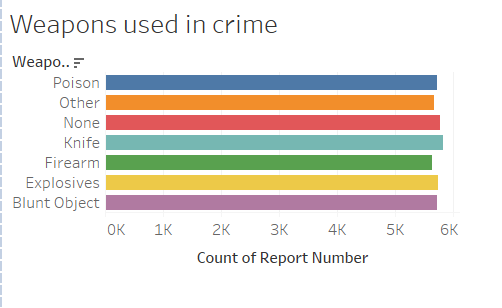 Weapons used in crime
Weapo..
Poison
Other
None
Knife
Firearm
Explosives
Blunt Object
0K 1K 2K 3K 4K 5K 6K
Count of Report Number